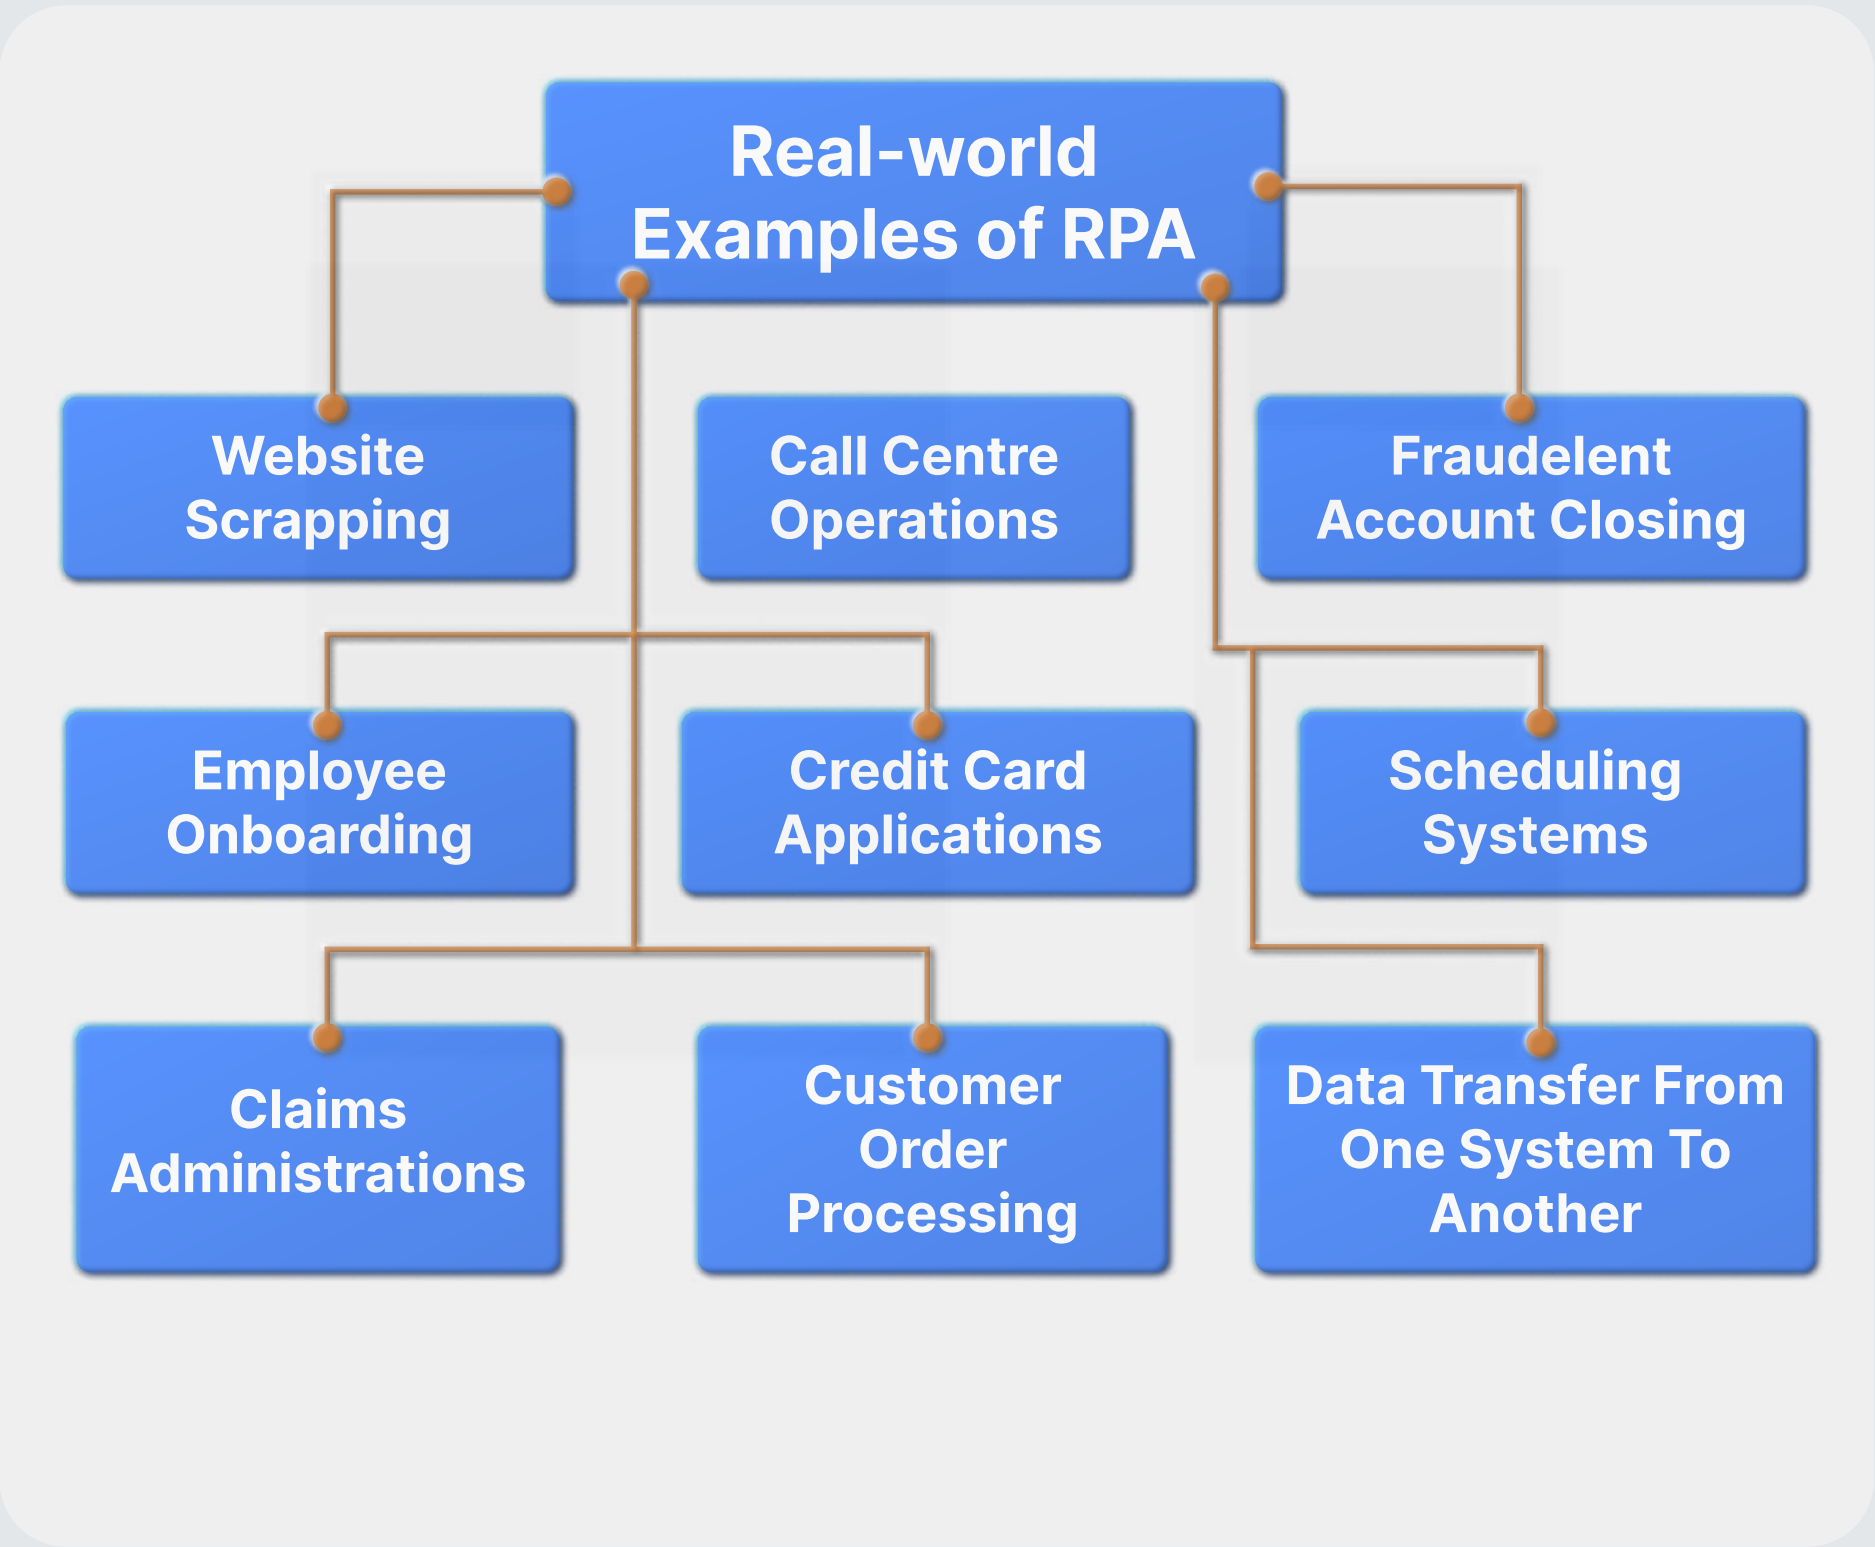 Real-world
Examples of RPA
Website
Scrapping
Call Centre
Operations
Fraudelent
Account Closing
Employee
Onboarding
Credit Card
Applications
Scheduling
Systems
Claims
Administrations
Customer
Order
Processing
Data Transfer From
One System To
Another